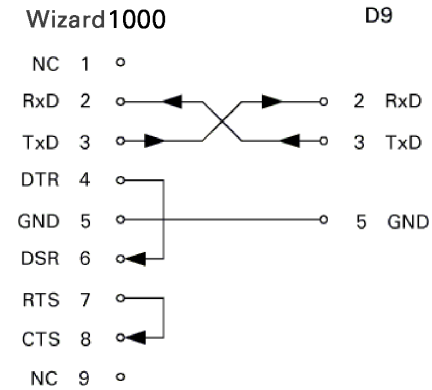 Wizard1000 D9
NC 1
RxD 2 2 RxD
TxD 3 3 TxD
DTR 4
GND 5 5 GND
DSR 6
RTS 7
CTS 8
NC 9